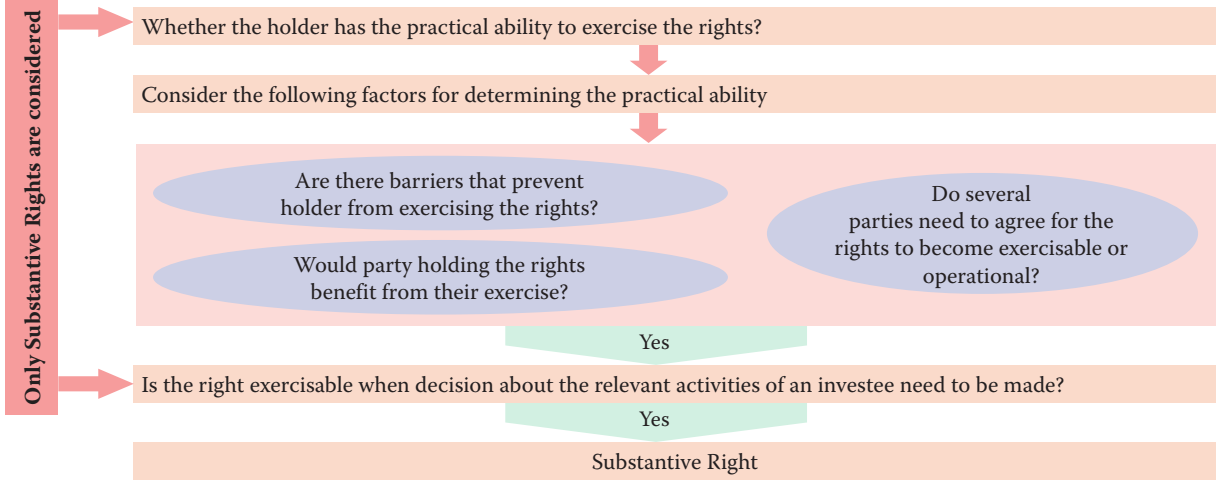 Only Substantive Rights are considered
Whether the holder has the practical ability to exercise the rights?
Consider the following factors for determining the practical ability
Are there barriers that prevent
holder from exercising the rights?
Would party holding the rights
benefit from their exercise?
Do several
parties need to agree for the
rights to become exercisable or
operational?
Yes
Is the right exercisable when decision about the relevant activities of an investee need to be made?
Yes
Substantive Right